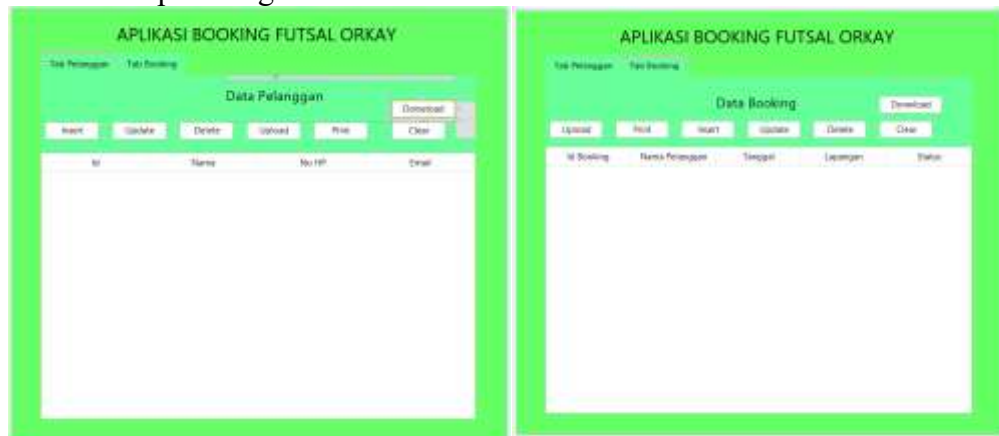 APLIKASI BOOKING FUTSAL ORKAY
Tab Pelanggan Tab Booking
Data Pelanggan
Download
Insert Update Delete Upload Print Clear
Id Nama No HP Email
APLIKASI BOOKING FUTSAL ORKAY
Tab Pelanggan Tab Booking
Data Booking
Download
Upload Print Insert Update Delete Clear
Id Booking Nama Pelanggan Tanggal Lapangan Status